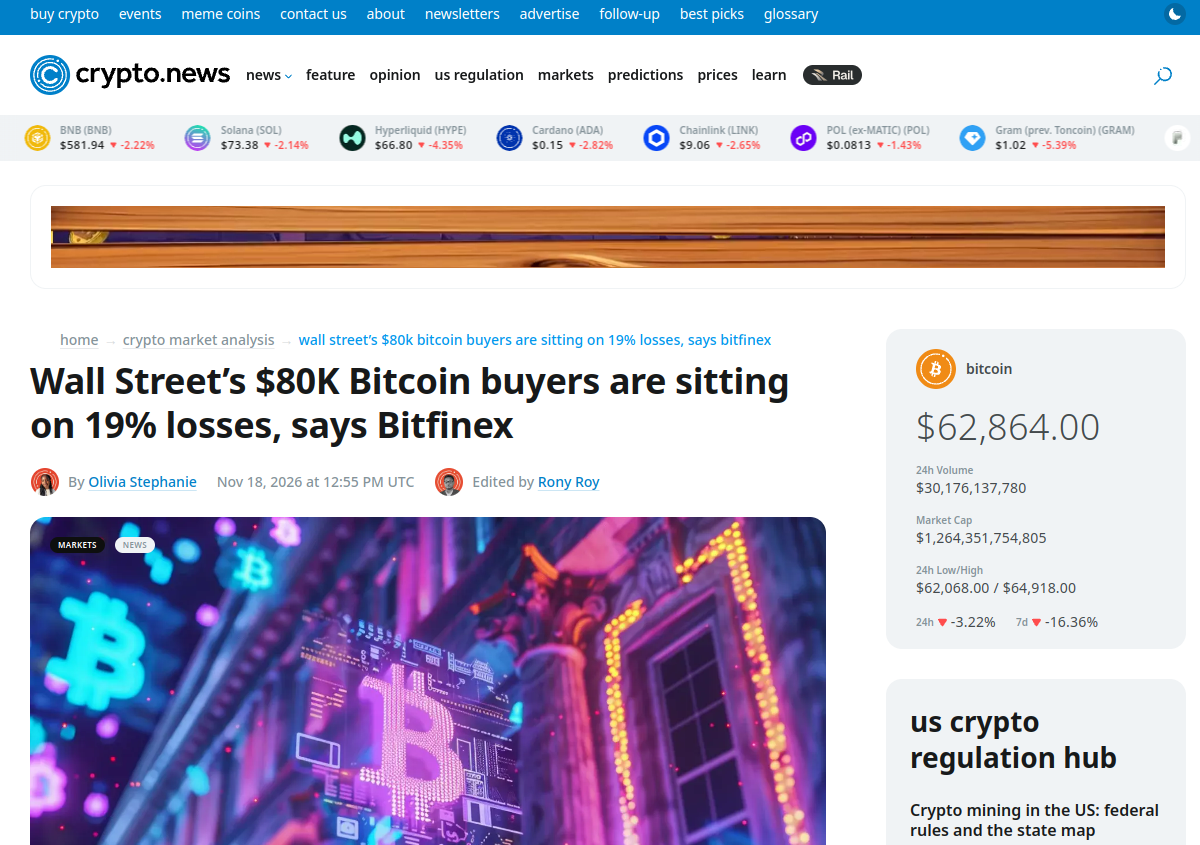 buy crypto events meme coins contact us about newsletters advertise follow-up best picks glossary
crypto.news news feature opinion us regulation markets predictions prices learn Rail
BNB (BNB) Solana (SOL) Hyperliquid (HYPE) Cardano (ADA) Chainlink (LINK) POL (ex-MATIC) (POL) Gram (prev. Toncoin) (GRAM)
$581.94 ▼ -2.22% $73.38 ▼ -2.14% $66.80 ▼ -4.35% $0.15 ▼ -2.82% $9.06 ▼ -2.65% $0.0813 ▼ -1.43% $1.02 ▼ -5.39%
home → crypto market analysis → wall street’s $80k bitcoin buyers are sitting on 19% losses, says bitfinex
Wall Street’s $80K Bitcoin buyers are sitting
on 19% losses, says Bitfinex
By Olivia Stephanie Nov 18, 2026 at 12:55 PM UTC Edited by Rony Roy
MARKETS NEWS
bitcoin
$62,864.00
24h Volume
$30,176,137,780
Market Cap
$1,264,351,754,805
24h Low/High
$62,068.00 / $64,918.00
24h ▼ -3.22% 7d ▼ -16.36%
us crypto
regulation hub
Crypto mining in the US: federal
rules and the state map